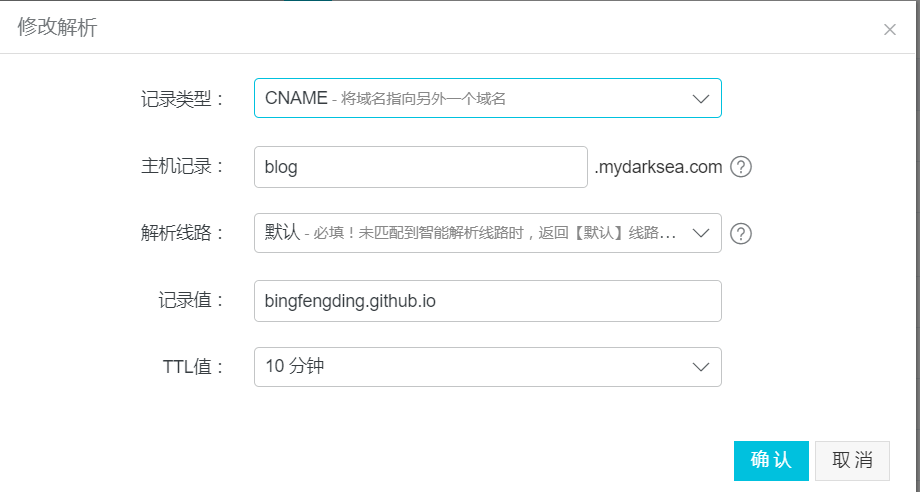 修改解析
记录类型： CNAME - 将域名指向另外一个域名
主机记录： blog .mydarksea.com ?
解析线路： 默认 - 必填！未匹配到智能解析线路时，返回【默认】线路... ?
记录值： bingfengding.github.io
TTL值： 10 分钟
确认 取消